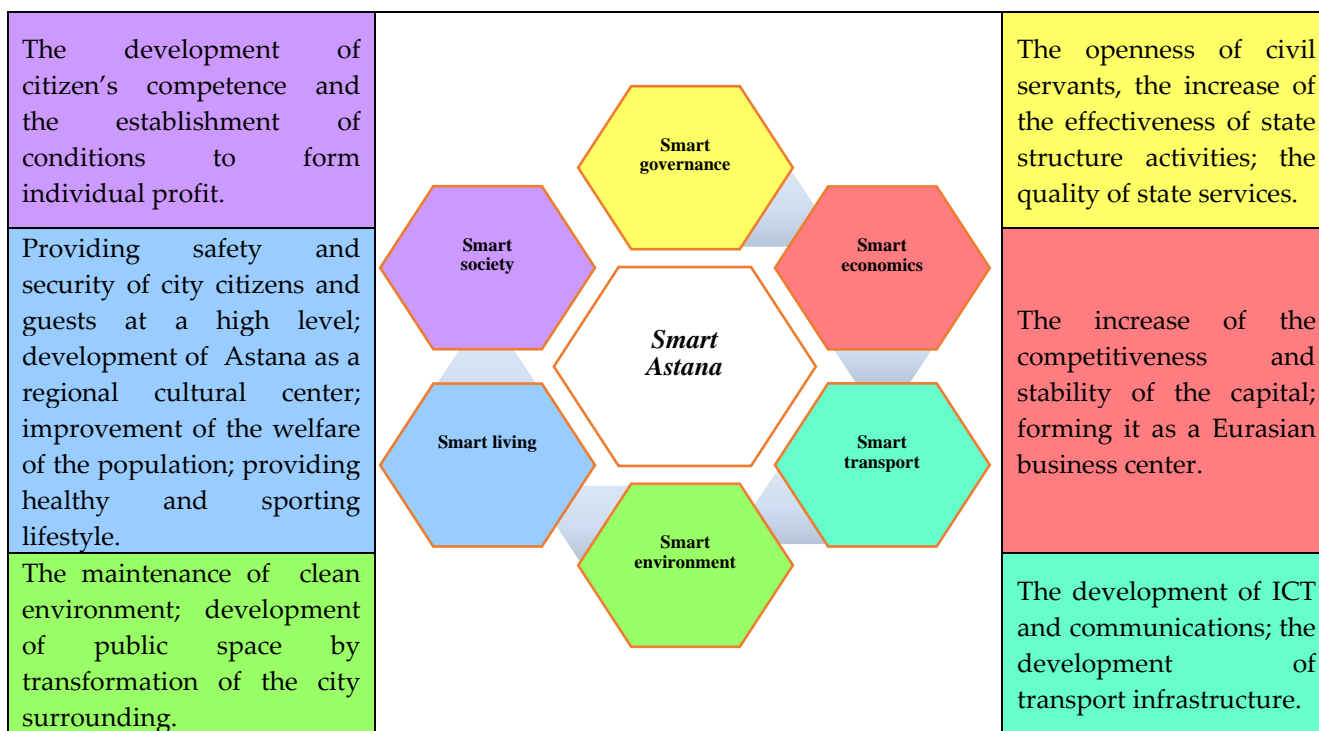 The development of
citizen’s competence and
the establishment of
conditions to form
individual profit.
Providing safety and
security of city citizens and
guests at a high level;
development of Astana as a
regional cultural center;
improvement of the welfare
of the population; providing
healthy and sporting
lifestyle.
The maintenance of clean
environment; development
of public space by
transformation of the city
surrounding.
Smart
governance
Smart
society
Smart
economics
Smart
Astana
Smart living
Smart
transport
Smart
environment
The openness of civil
servants, the increase of
the effectiveness of state
structure activities; the
quality of state services.
The increase of the
competitiveness and
stability of the capital;
forming it as a Eurasian
business center.
The development of ICT
and communications; the
development of
transport infrastructure.